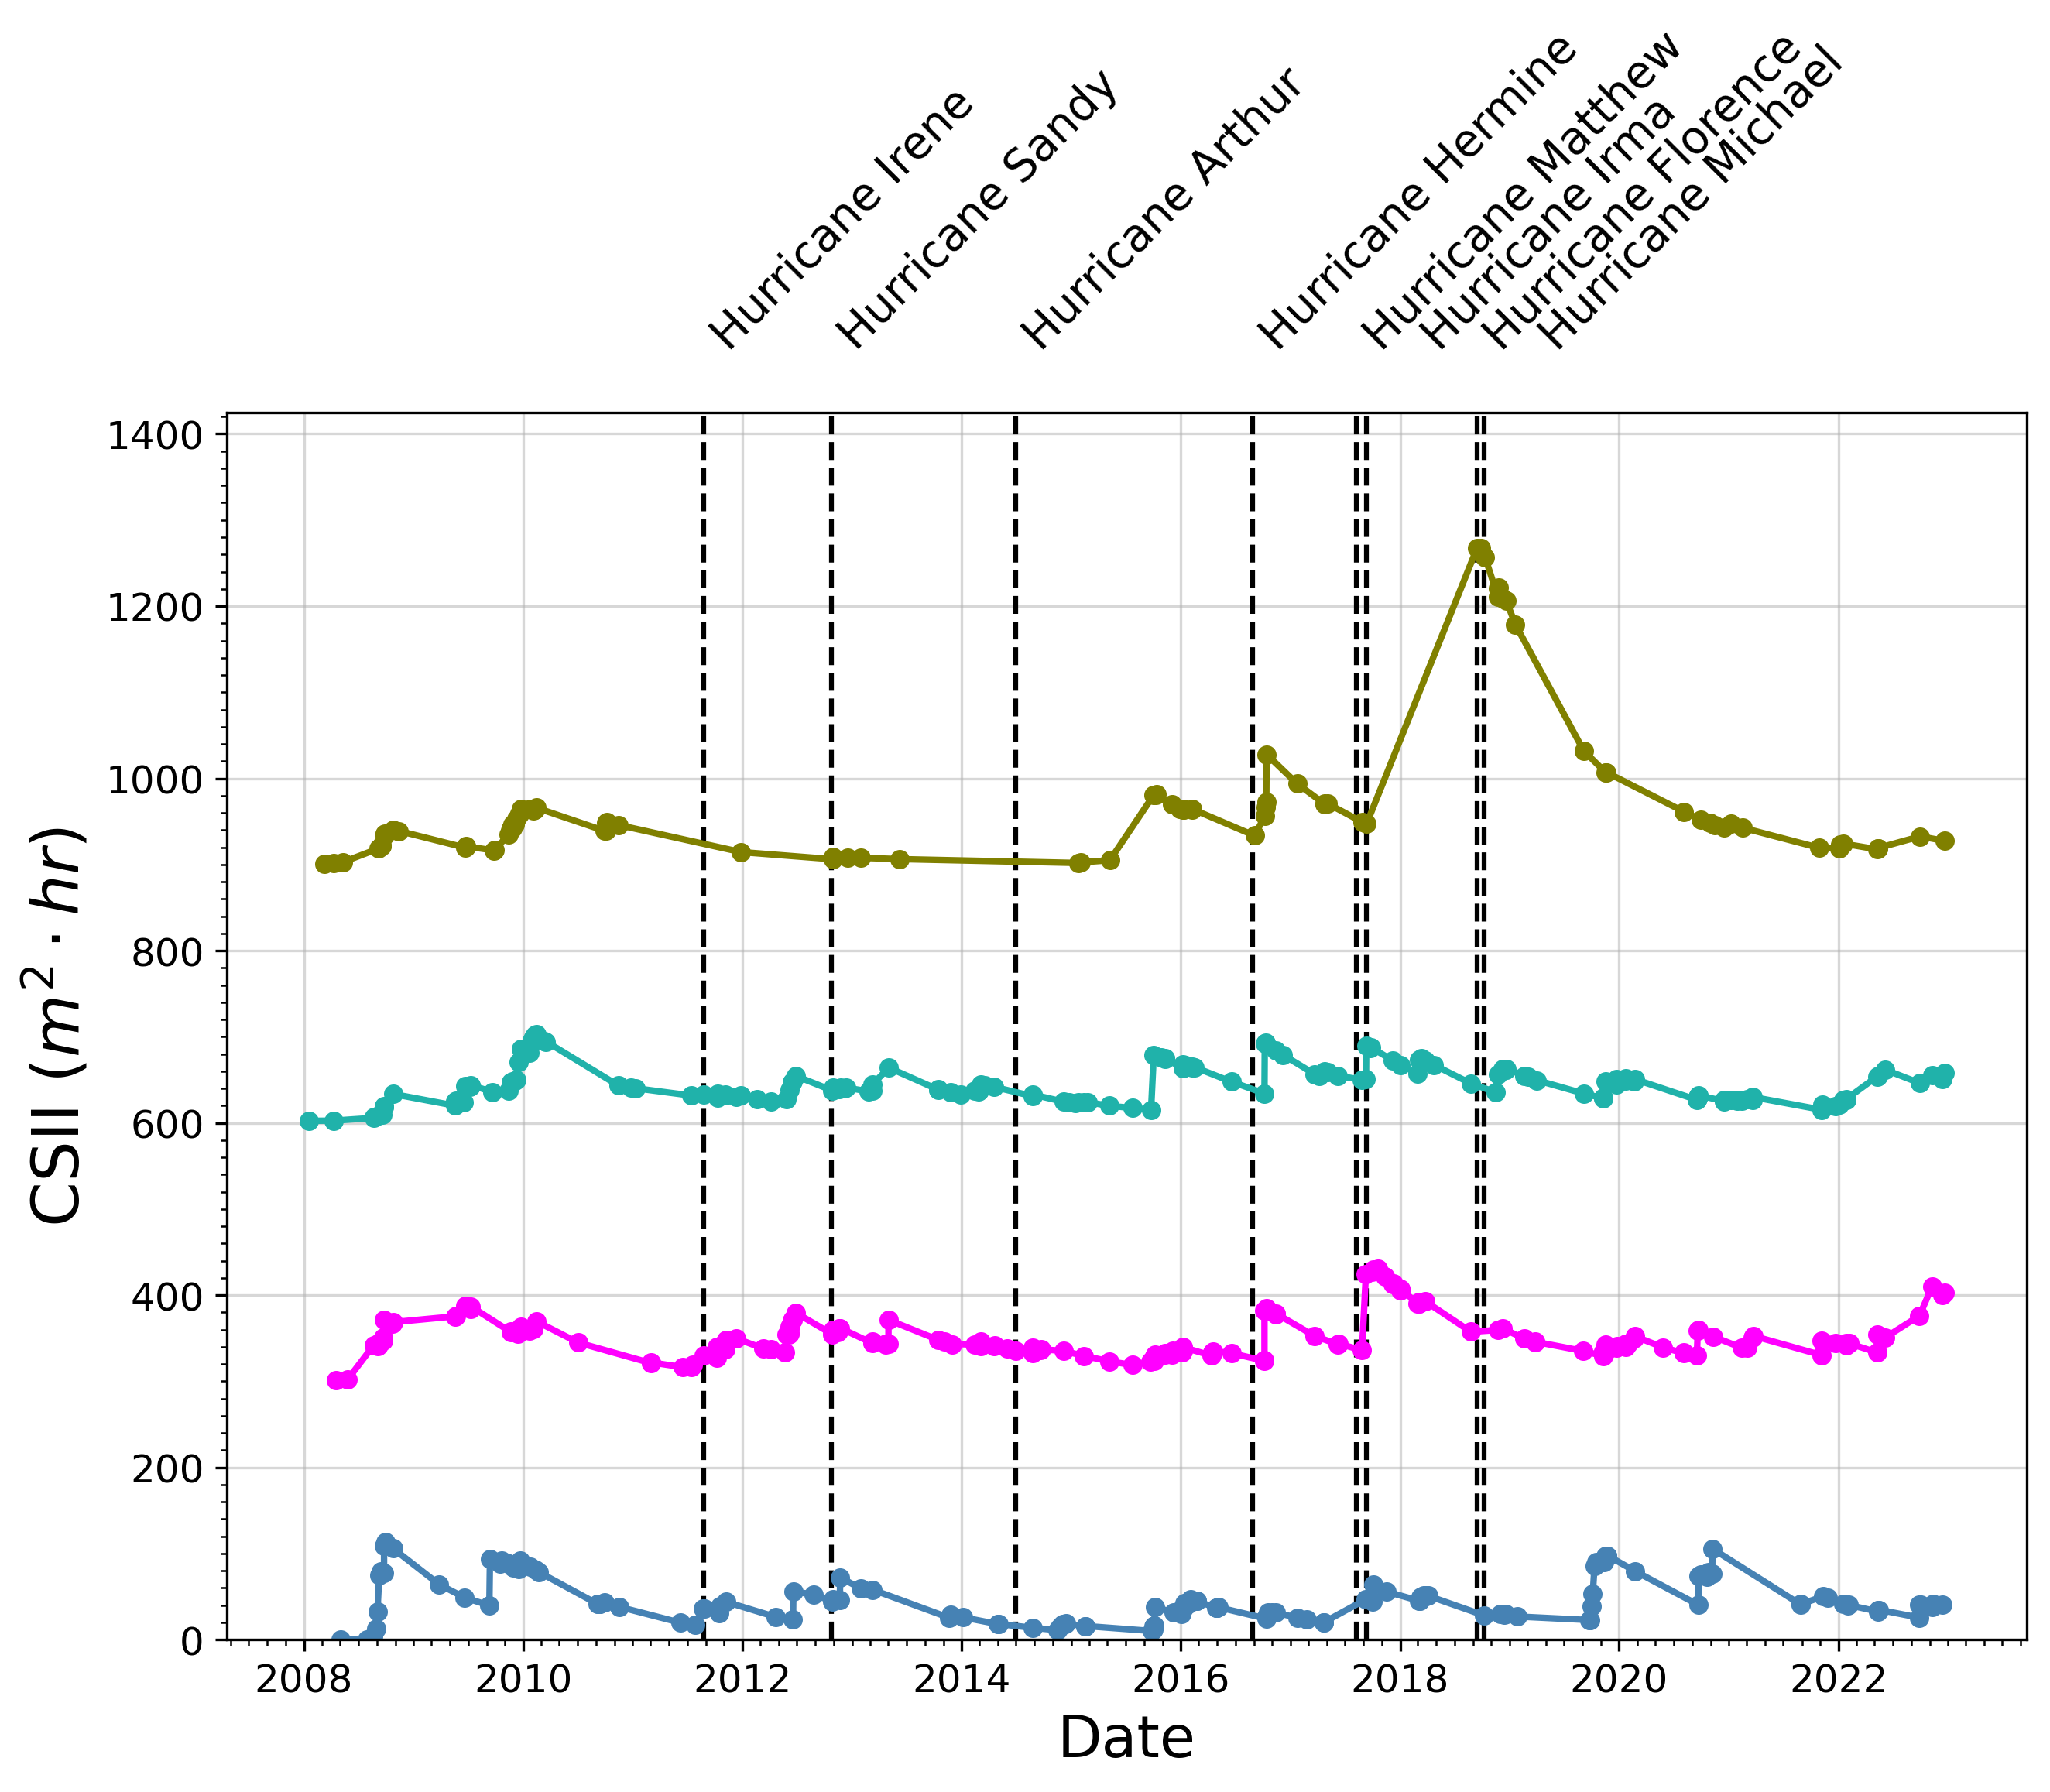 Hurricane Irene
Hurricane Sandy
Hurricane Arthur
Hurricane Hermine
Hurricane Matthew
Hurricane Irma
Hurricane Florence
Hurricane Michael
1400
1200
1000
800
600
400
200
0
CSII (m² · hr)
2008 2010 2012 2014 2016 2018 2020 2022
Date